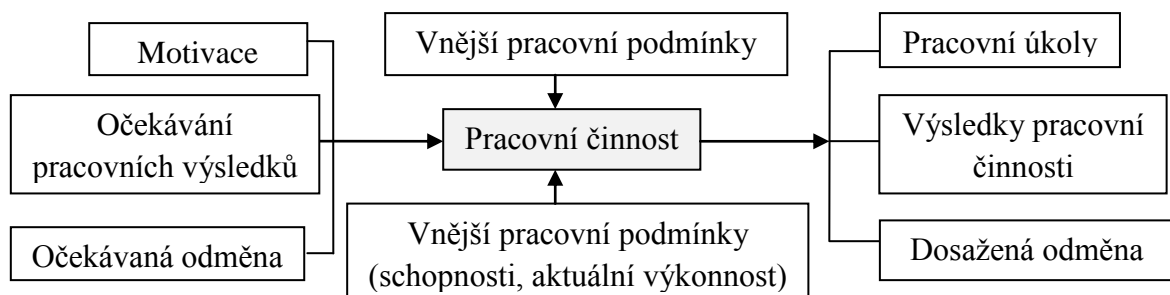 Motivace
Očekávání
pracovních výsledků
Očekávaná odměna
Vnější pracovní podmínky
Pracovní činnost
Vnější pracovní podmínky
(schopnosti, aktuální výkonnost)
Pracovní úkoly
Výsledky pracovní
činnosti
Dosažená odměna